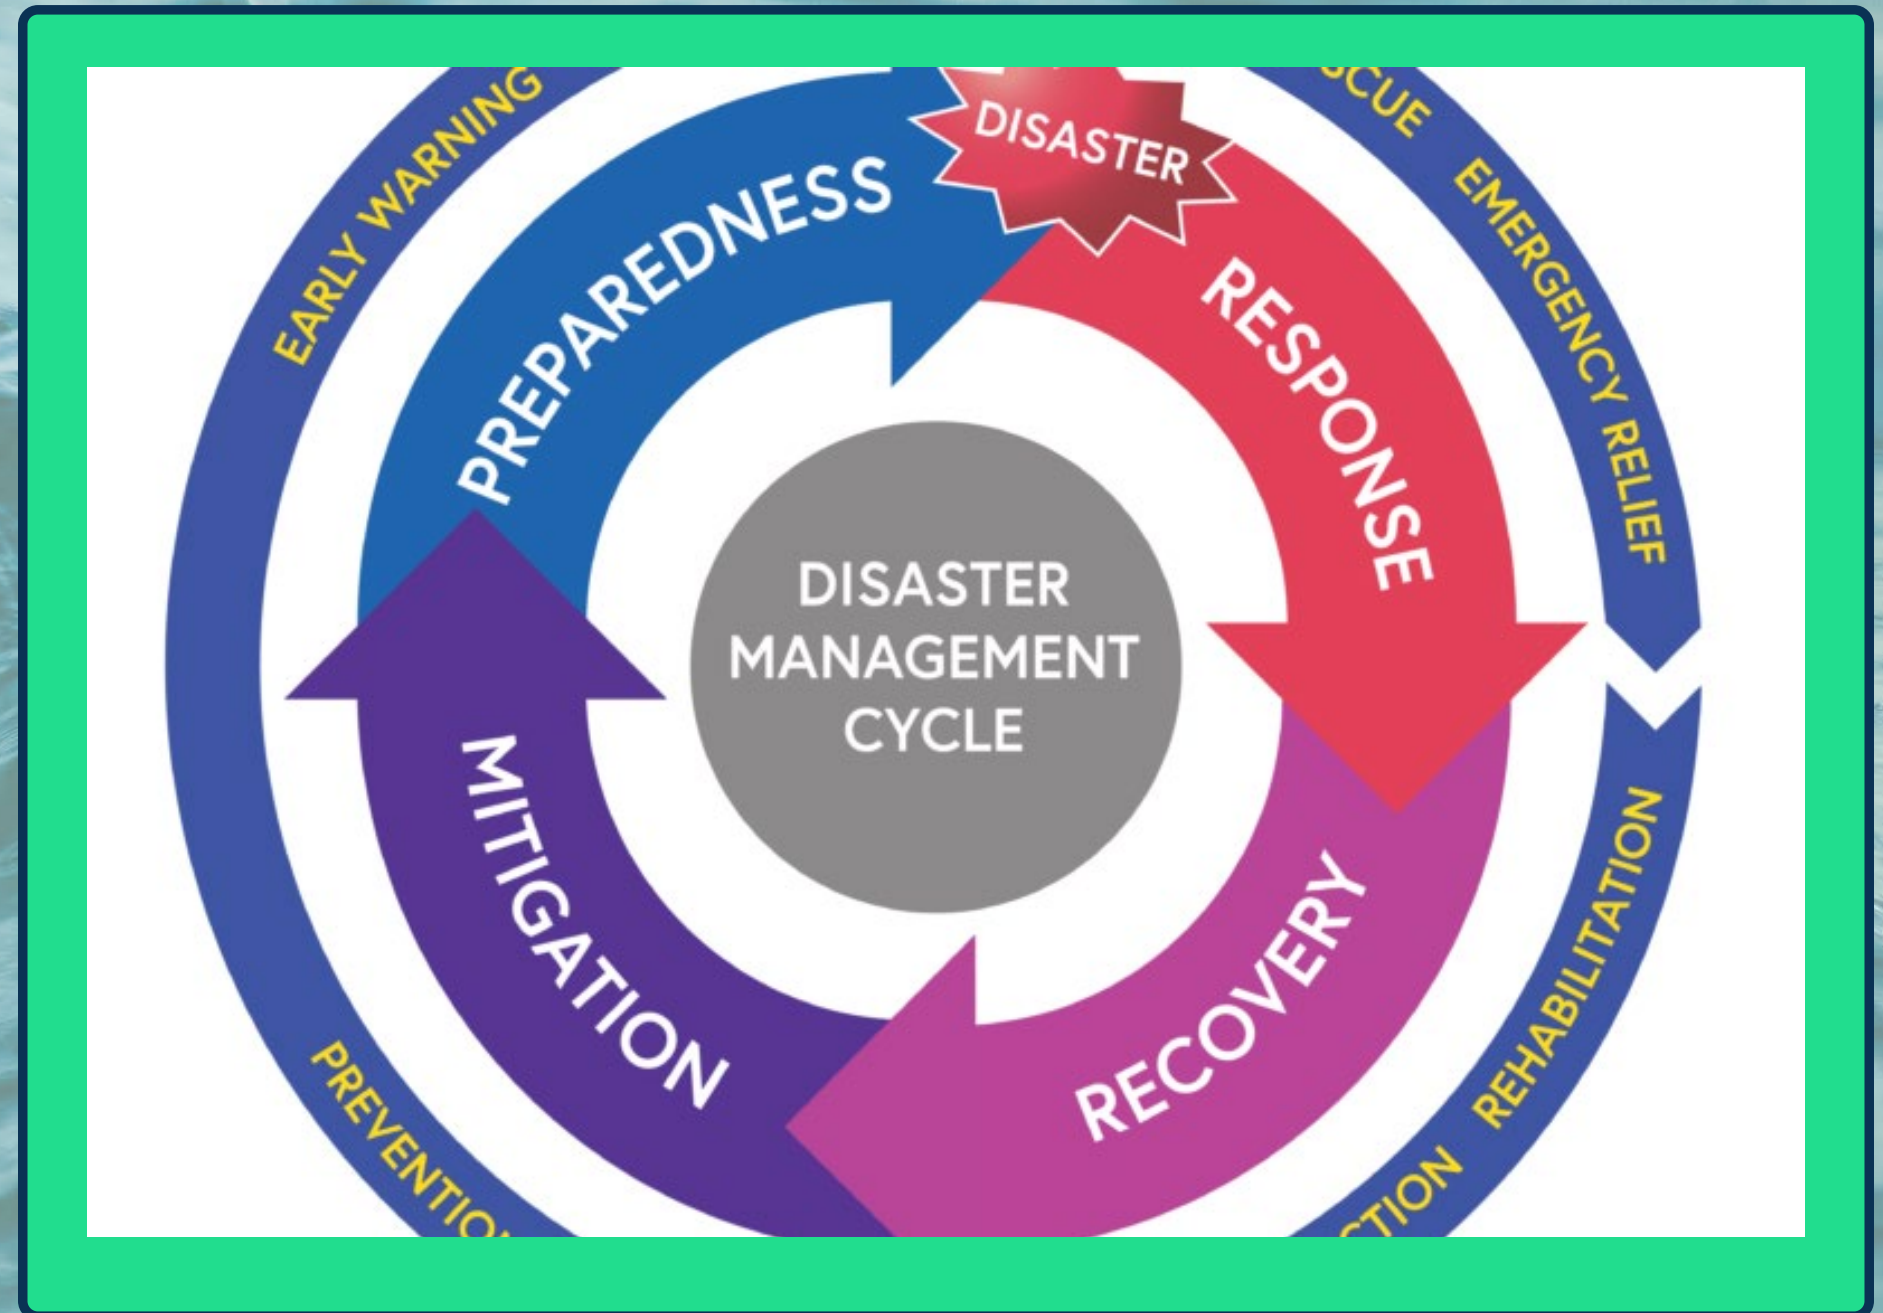 EARLY WARNING
PREPAREDNESS
DISASTER
RESPONSE
EMERGENCY RELIEF
DISASTER
MANAGEMENT
CYCLE
MITIGATION
RECOVERY
REHABILITATION